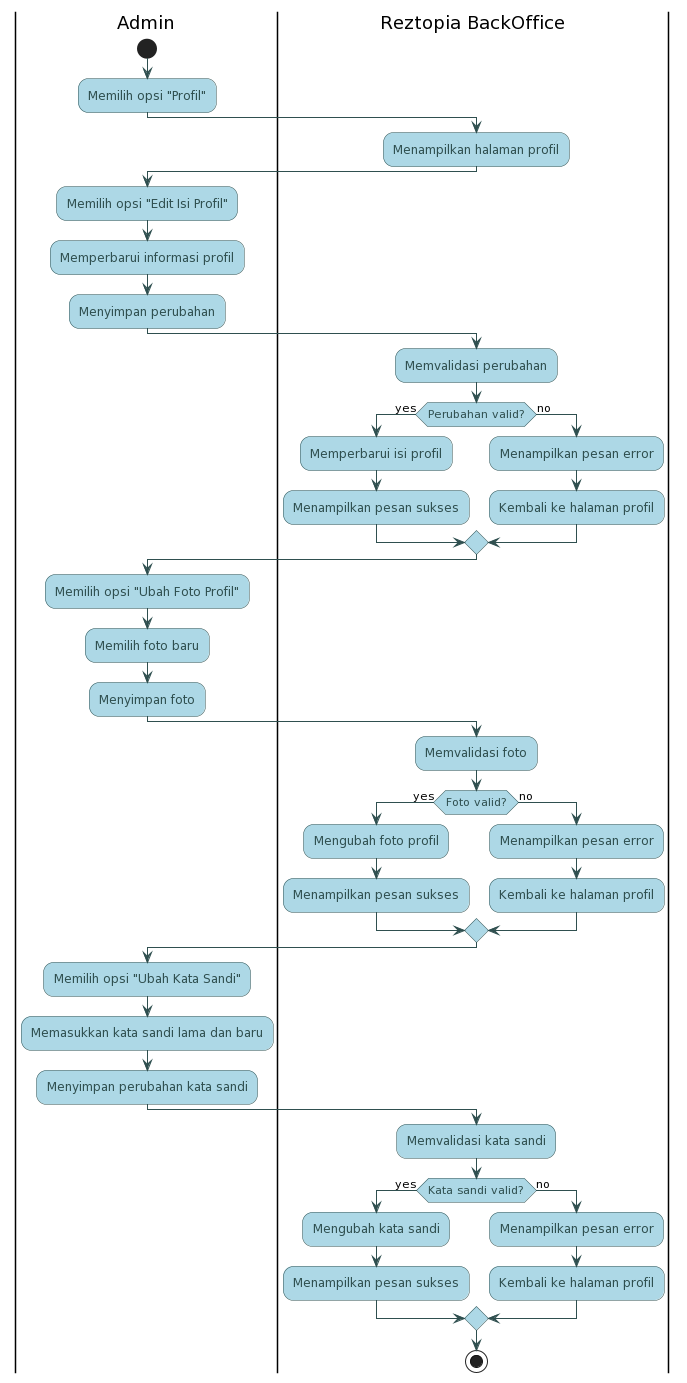 Admin
Reztopia BackOffice
Memilih opsi "Profil"
Menampilkan halaman profil
Memilih opsi "Edit Isi Profil"
Memperbarui informasi profil
Menyimpan perubahan
Memvalidasi perubahan
yes
Perubahan valid?
no
Memperbarui isi profil
Menampilkan pesan error
Menampilkan pesan sukses
Kembali ke halaman profil
Memilih opsi "Ubah Foto Profil"
Memilih foto baru
Menyimpan foto
Memvalidasi foto
yes
Foto valid?
no
Mengubah foto profil
Menampilkan pesan error
Menampilkan pesan sukses
Kembali ke halaman profil
Memilih opsi "Ubah Kata Sandi"
Memasukkan kata sandi lama dan baru
Menyimpan perubahan kata sandi
Memvalidasi kata sandi
yes
Kata sandi valid?
no
Mengubah kata sandi
Menampilkan pesan error
Menampilkan pesan sukses
Kembali ke halaman profil